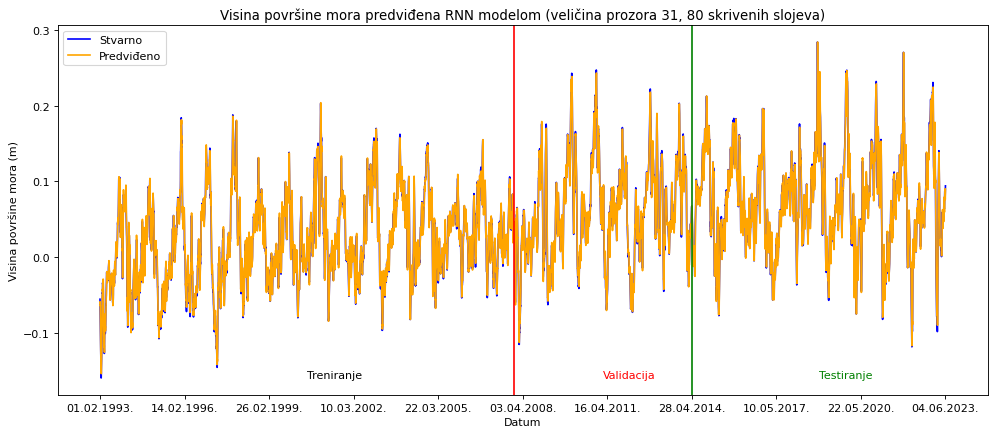 Visina površine mora predviđena RNN modelom (veličina prozora 31, 80 skrivenih slojeva)
Stvarno
Predviđeno
Visina površine mora (m)
0.3
0.2
0.1
0.0
−0.1
Treniranje
Validacija
Testiranje
01.02.1993.
14.02.1996.
26.02.1999.
10.03.2002.
22.03.2005.
03.04.2008.
16.04.2011.
28.04.2014.
10.05.2017.
22.05.2020.
04.06.2023.
Datum